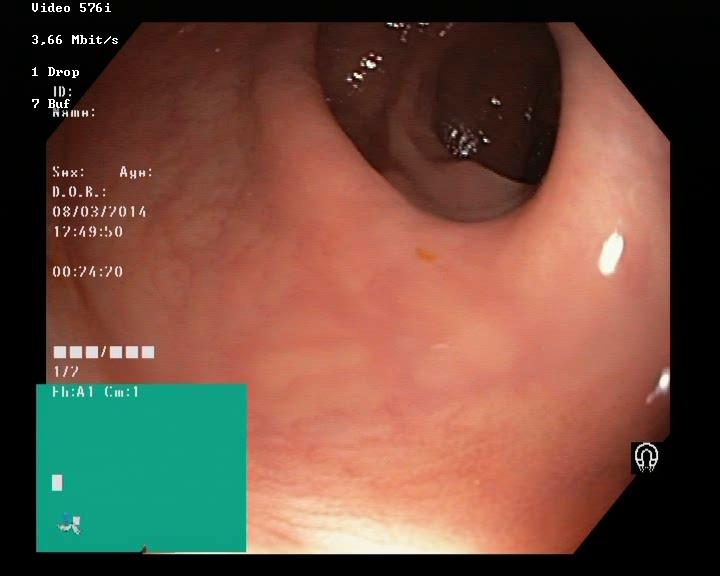 Video 576i
3,66 Mbit/s
1 Drop
ID:
7 Buf
Name:
Sex: Age:
D.O.R.:
08/03/2014
12:49:50
00:24:20
■■■/■■■
1/2
Eh:A1 Cm:1